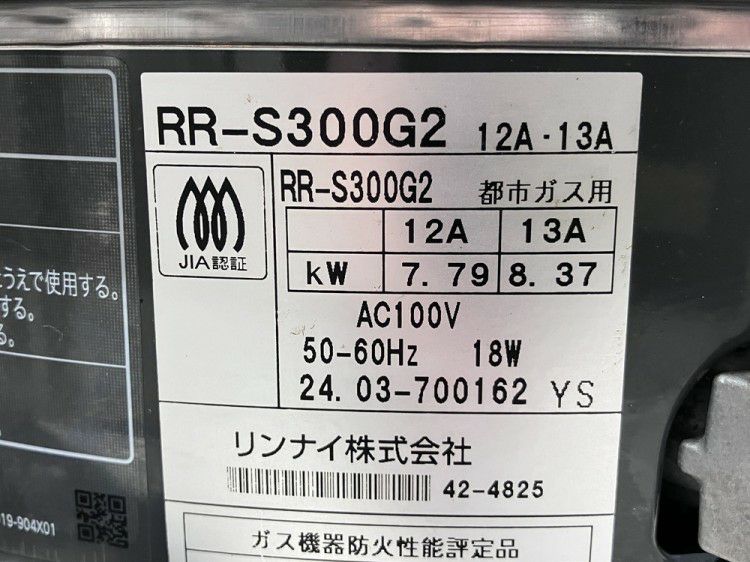 RR-S300G2 12A・13A
JIA認証
RR-S300G2 都市ガス用
12A 13A
kW 7.79 8.37
AC100V
50-60Hz 18W
24.03-700162 YS
リンナイ株式会社
42-4825
ガス機器防火性能評定品
うえで使用する。
する。
る。
019-904X01